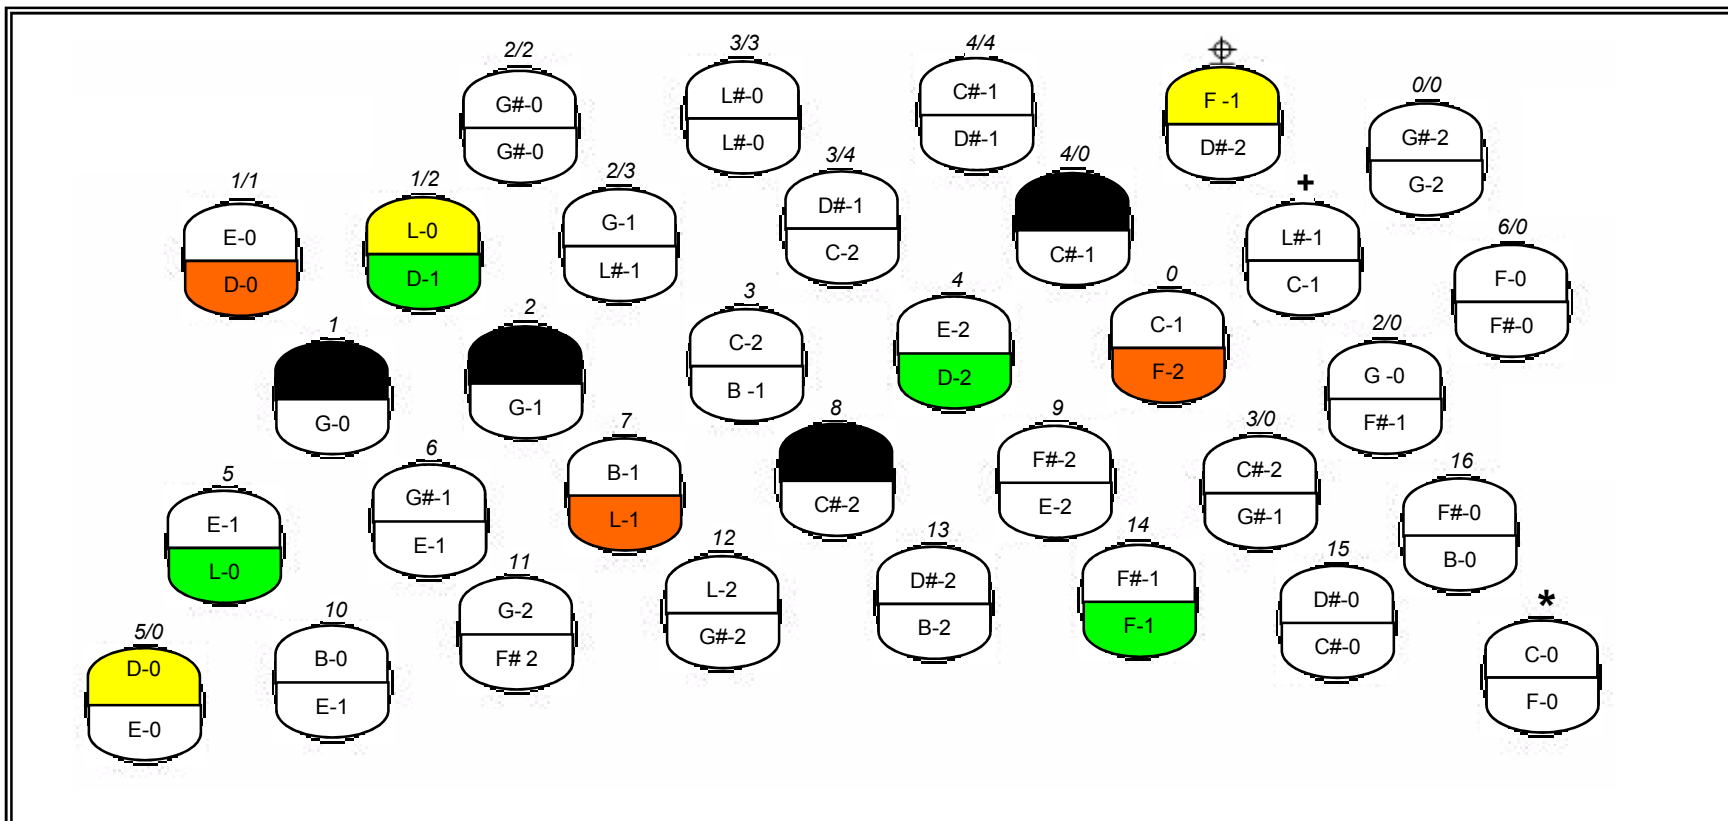 2/2
G#-0
G#-0
3/3
L#-0
L#-0
4/4
C#-1
D#-1
F -1
D#-2
0/0
G#-2
G-2
1/1
E-0
D-0
1/2
L-0
D-1
2/3
G-1
L#-1
3/4
D#-1
C-2
4/0
C#-1
+
L#-1
C-1
6/0
F-0
F#-0
1
G-0
2
G-1
3
C-2
B -1
4
E-2
D-2
0
C-1
F-2
2/0
G -0
F#-1
5
E-1
L-0
6
G#-1
E-1
7
B-1
L-1
8
C#-2
9
F#-2
E-2
3/0
C#-2
G#-1
16
F#-0
B-0
5/0
D-0
E-0
10
B-0
E-1
11
G-2
F# 2
12
L-2
G#-2
13
D#-2
B-2
14
F#-1
F-1
15
D#-0
C#-0
*
C-0
F-0